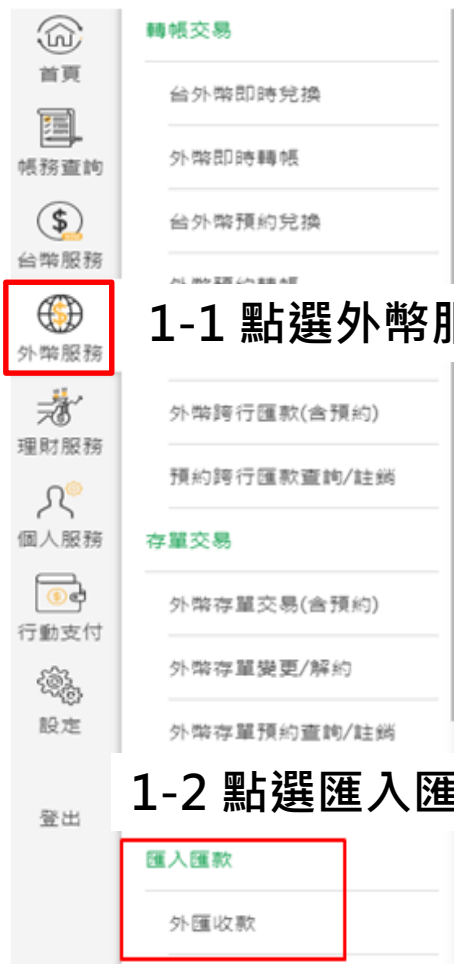 首頁
帳務查詢
台幣服務
外幣服務
理財服務
個人服務
行動支付
設定
登出
轉帳交易
台外幣即時兌換
外幣即時轉帳
台外幣預約兌換
1-1 點選外幣
外幣跨行匯款(含預約)
預約跨行匯款查詢/註銷
存單交易
外幣存單交易(含預約)
外幣存單變更/解約
外幣存單預約查詢/註銷
1-2 點選匯入匯
匯入匯款
外匯收款